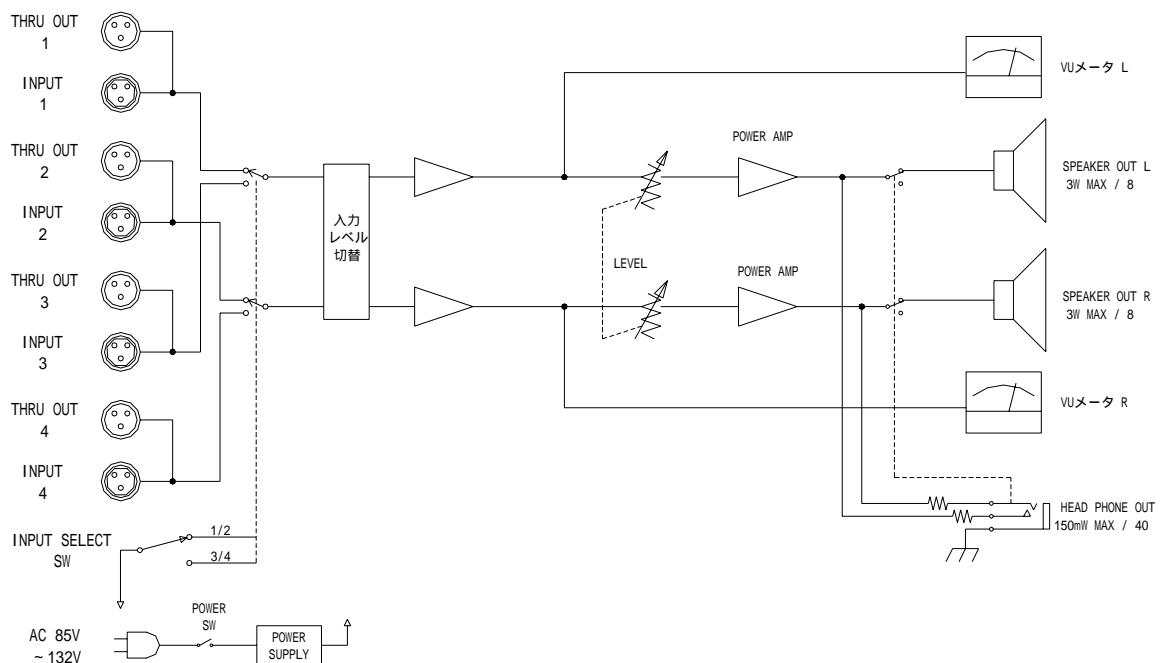 THRU OUT
1
INPUT
1
THRU OUT
2
INPUT
2
THRU OUT
3
INPUT
3
THRU OUT
4
INPUT
4
INPUT SELECT
SW
1/2
3/4
AC 85V
~132V
POWER
SW
POWER
SUPPLY
入力
レベル
切替
LEVEL
POWER AMP
POWER AMP
VUメータ L
SPEAKER OUT L
3W MAX / 8
SPEAKER OUT R
3W MAX / 8
VUメータ R
HEAD PHONE OUT
150mW MAX / 40